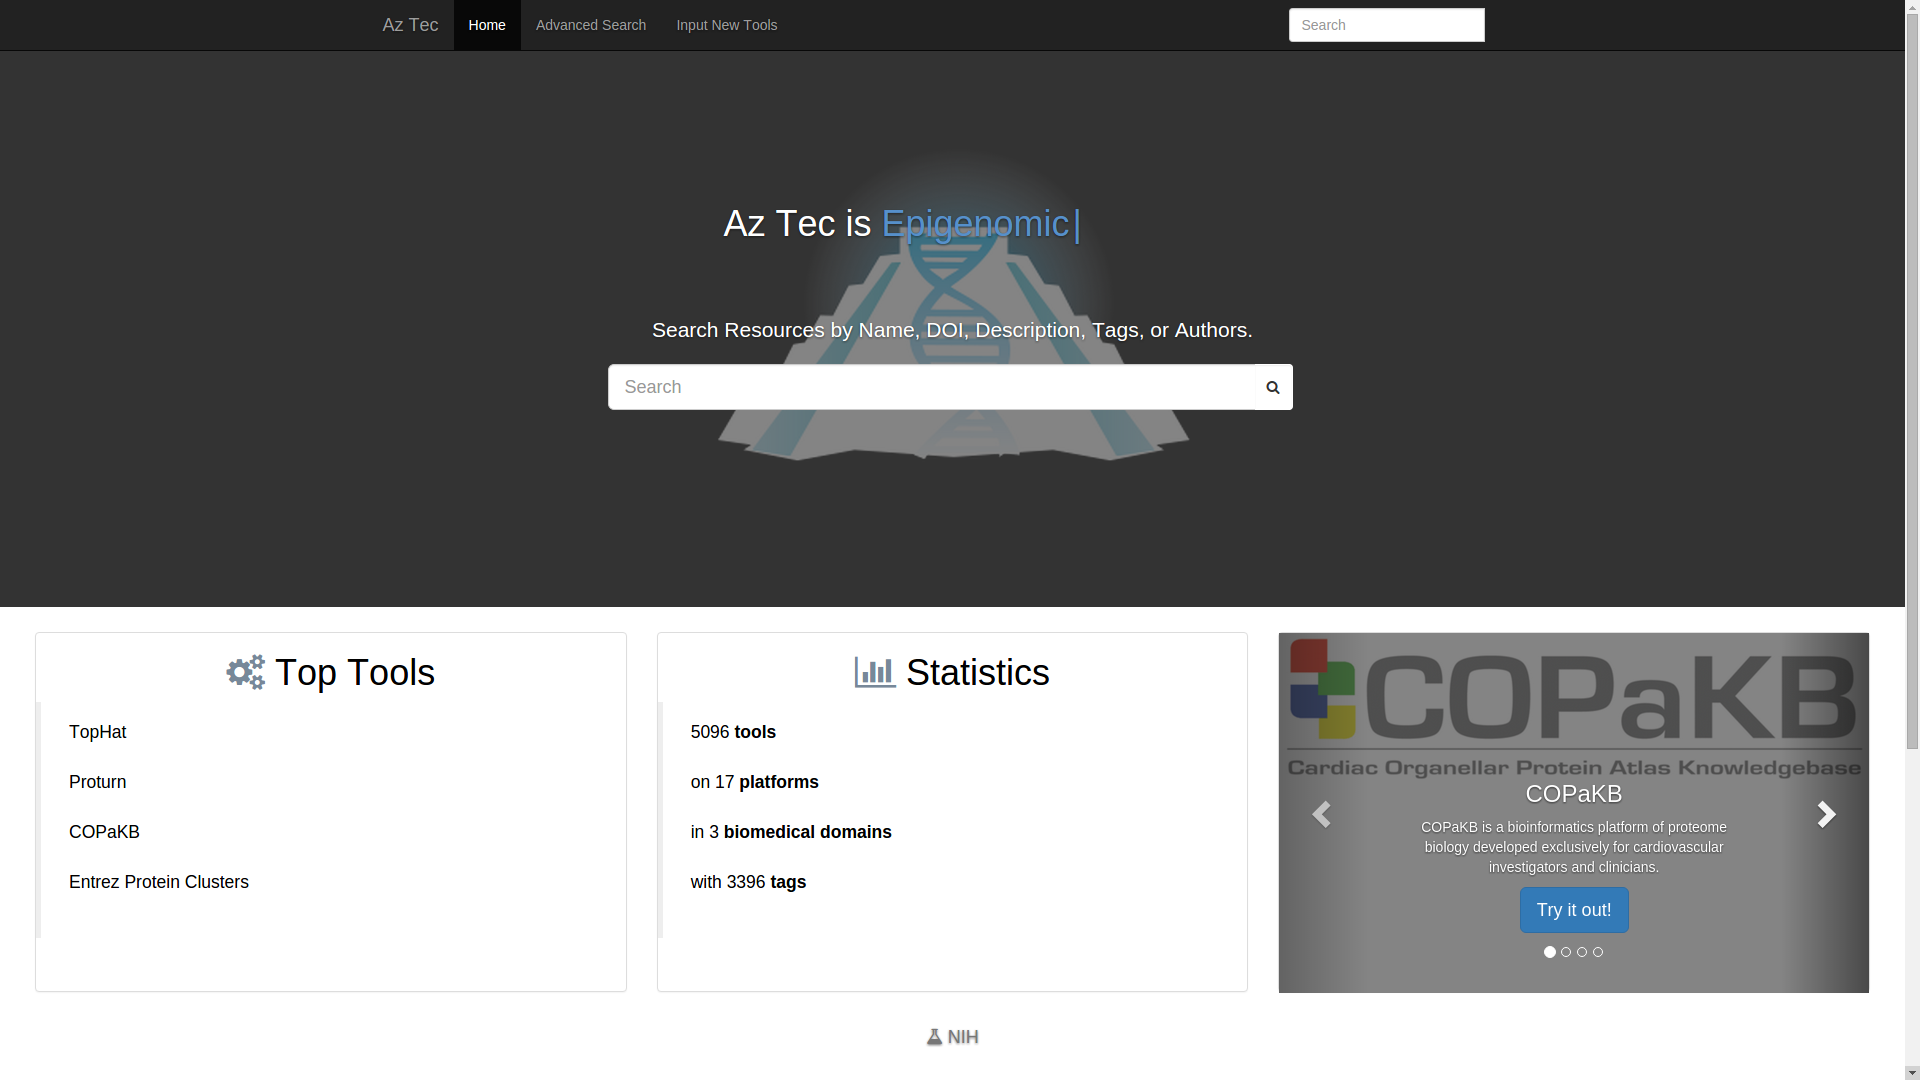 Az Tec Home Advanced Search Input New Tools Search
Az Tec is Epigenomic|
Search Resources by Name, DOI, Description, Tags, or Authors.
Search
Top Tools
TopHat
Proturn
COPaKB
Entrez Protein Clusters
Statistics
5096 tools
on 17 platforms
in 3 biomedical domains
with 3396 tags
COPaKB
Cardiac Organellar Protein Atlas Knowledgebase
COPaKB
COPaKB is a bioinformatics platform of proteome
biology developed exclusively for cardiovascular
investigators and clinicians.
Try it out!
NIH